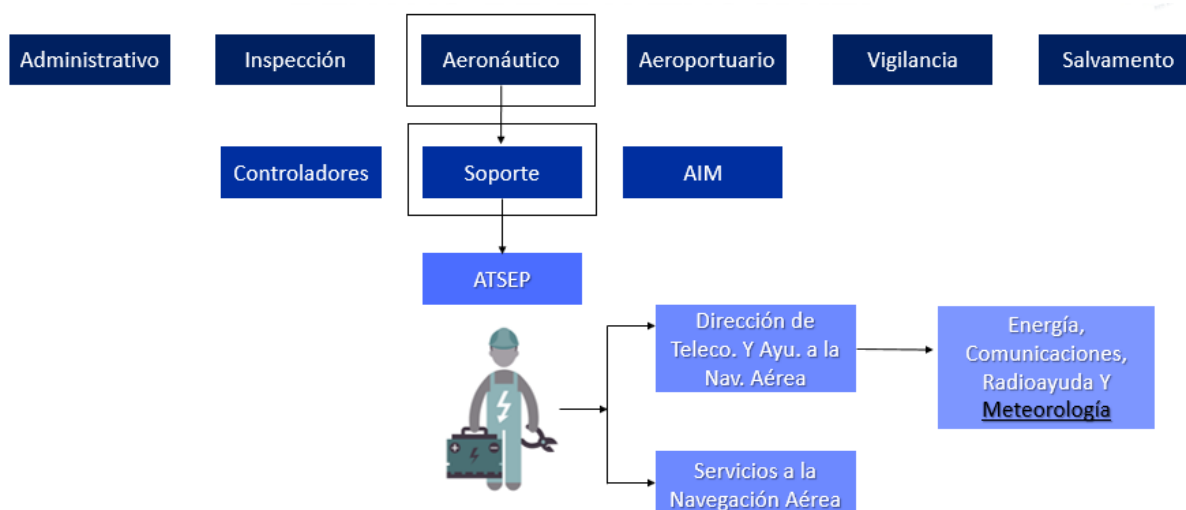 Administrativo
Inspección
Aeronáutico
Aeroportuario
Vigilancia
Salvamento
Controladores
Soporte
AIM
ATSEP
Dirección de
Teleco. Y Ayu. a la
Nav. Aérea
Energía,
Comunicaciones,
Radioayuda Y
Meteorología
Servicios a la
Navegación Aérea